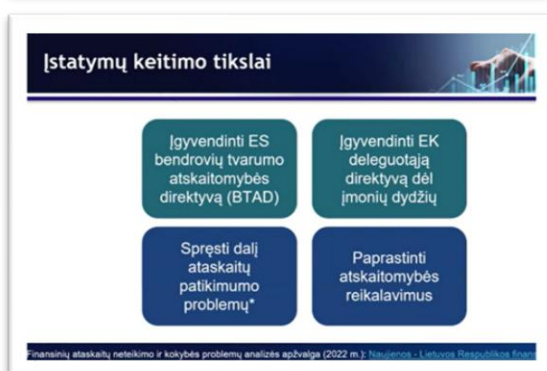 Įstatymų keitimo tikslai
Įgyvendinti ES
bendrovių tvarumo
atskaitomybės
direktyvą (BTAD)
Įgyvendinti EK
deleguotąją
direktyvą dėl
įmonių dydžių
Spręsti dalį
ataskaitų
patikimumo
problemų*
Paprastinti
atskaitomybės
reikalavimus
Finansinių ataskaitų neteikimo ir kokybės problemų analizės apžvalga (2022 m.): Naujienos - Lietuvos Respublikos finans